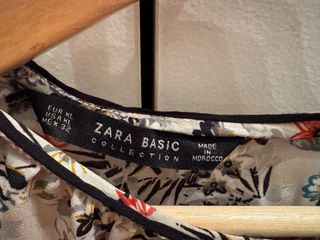 EUR XL
USA XL
MEX 32
ZARA BASIC
COLLECTION
MADE
IN
MOROCCO